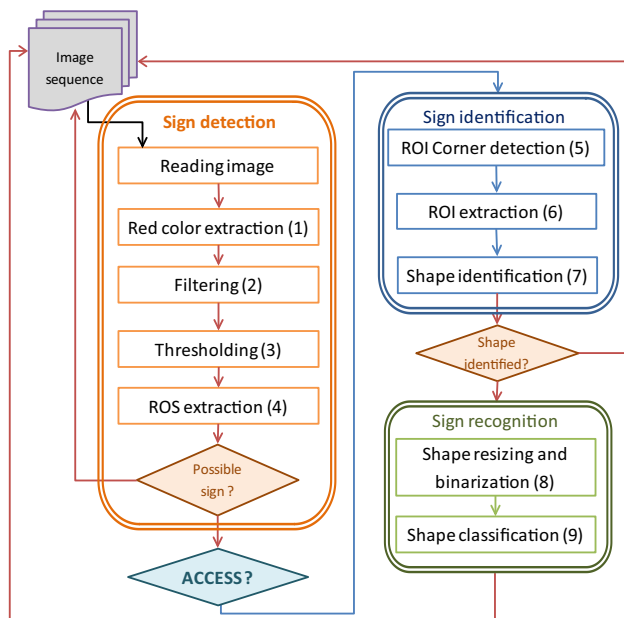 Image
sequence
Sign detection
Reading image
Red color extraction (1)
Filtering (2)
Thresholding (3)
ROS extraction (4)
Possible
sign ?
ACCESS ?
Sign identification
ROI Corner detection (5)
ROI extraction (6)
Shape identification (7)
Shape
identified?
Sign recognition
Shape resizing and
binarization (8)
Shape classification (9)